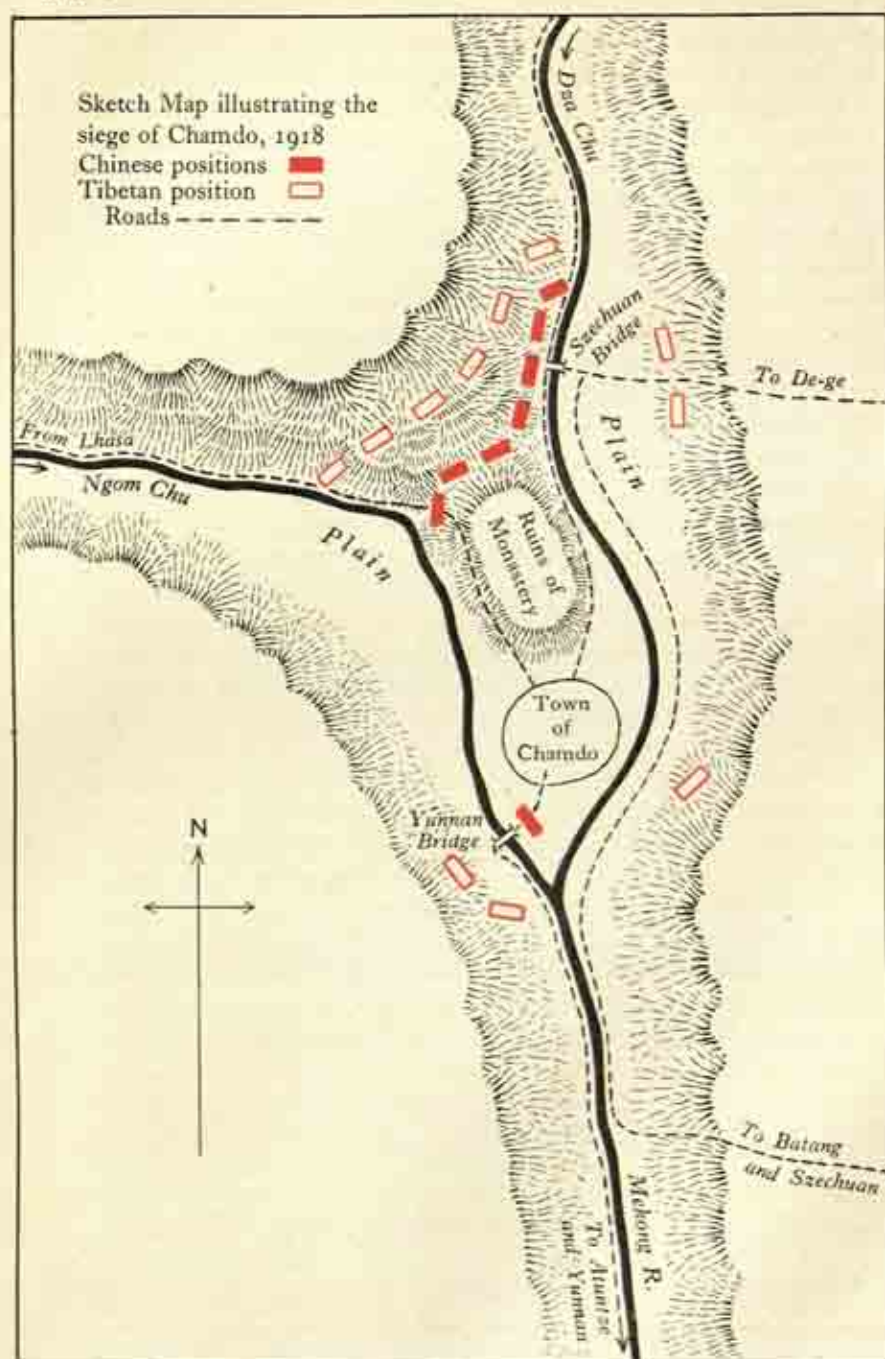 Sketch Map illustrating the
siege of Chamdo, 1918
Chinese positions
Tibetan position
Roads
Dza Chu
Szechuan
Bridge
To De-ge
Plain
From Lhasa
Ngom Chu
Plain
Ruins of
Monastery
Town
of
Chamdo
Yunnan
Bridge
N
To Batang
and Szechuan
Mekong R.
To Atuntze
and Yunnan